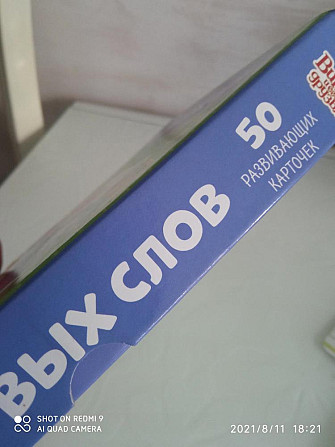 ВЫХ СЛОВ
50
РАЗВИВАЮЩИХ
КАРТОЧЕК
SHOT ON REDMI 9
AI QUAD CAMERA
2021/8/11 18:21